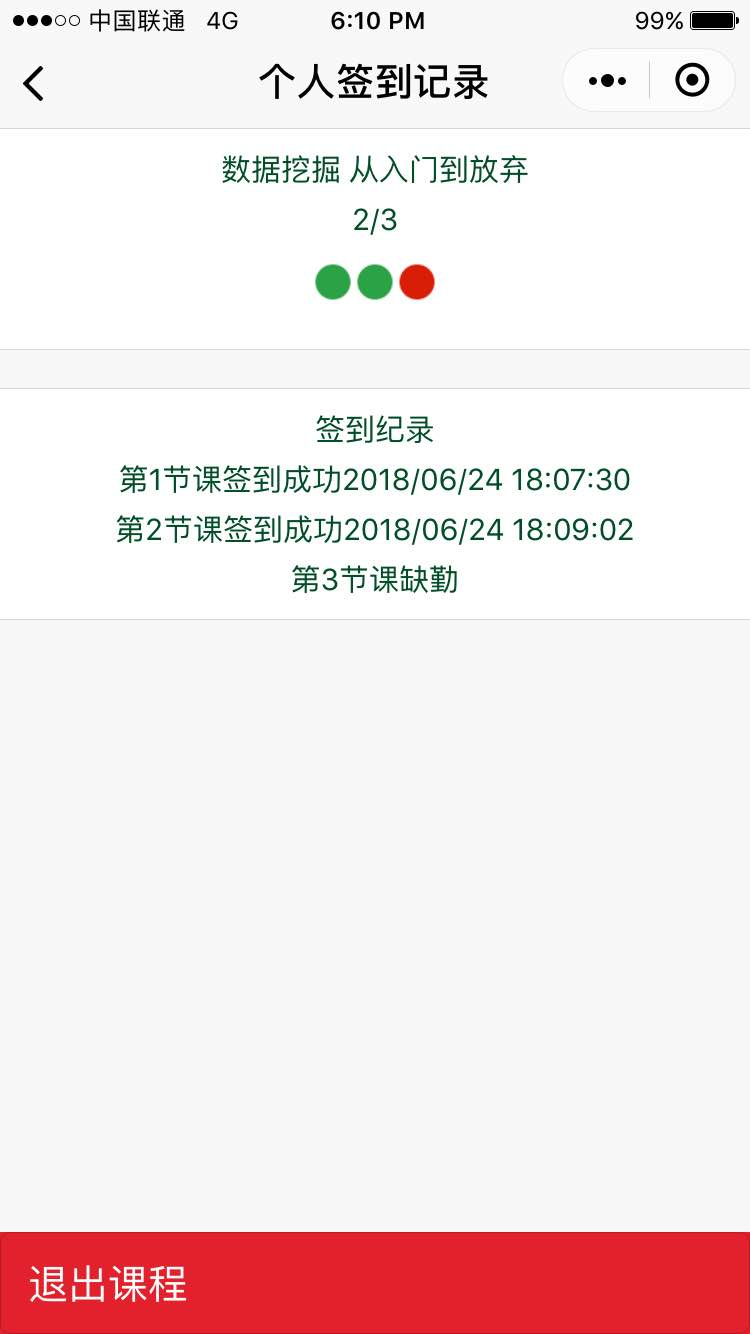 中国联通 4G 6:10 PM 99%
个人签到记录
数据挖掘 从入门到放弃
2/3
签到纪录
第1节课签到成功2018/06/24 18:07:30
第2节课签到成功2018/06/24 18:09:02
第3节课缺勤
退出课程